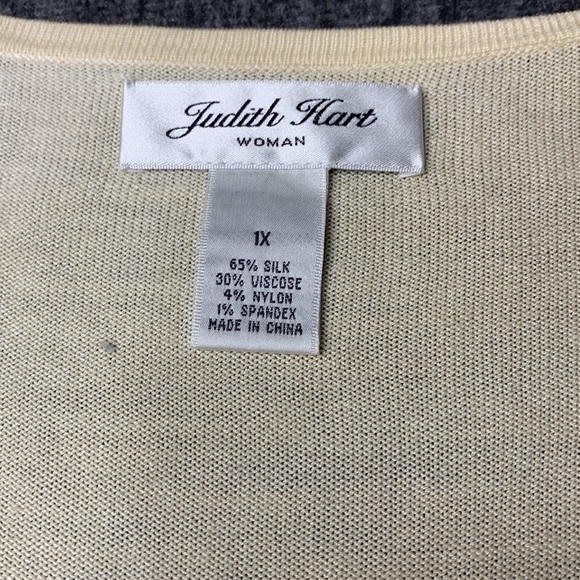 Judith Hart
WOMAN
1X
65% SILK
30% VISCOSE
4% NYLON
1% SPANDEX
MADE IN CHINA